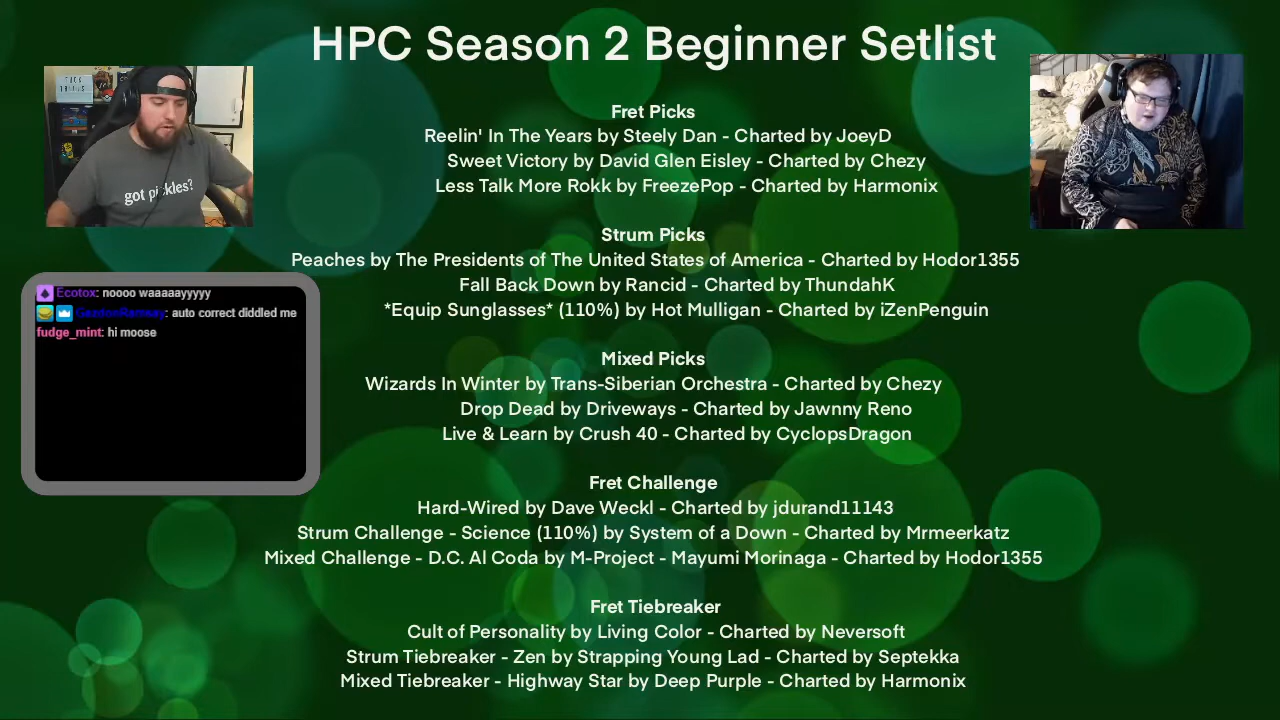 HPC Season 2 Beginner Setlist
Fret Picks
Reelin' In The Years by Steely Dan - Charted by JoeyD
Sweet Victory by David Glen Eisley - Charted by Chezy
Less Talk More Rokk by FreezePop - Charted by Harmonix
Strum Picks
Peaches by The Presidents of The United States of America - Charted by Hodor1355
Fall Back Down by Rancid - Charted by ThundahK
*Equip Sunglasses* (110%) by Hot Mulligan - Charted by iZenPenguin
Mixed Picks
Wizards In Winter by Trans-Siberian Orchestra - Charted by Chezy
Drop Dead by Driveways - Charted by Jawnny Reno
Live & Learn by Crush 40 - Charted by CyclopsDragon
Fret Challenge
Hard-Wired by Dave Weckl - Charted by jdurand11143
Strum Challenge - Science (110%) by System of a Down - Charted by Mrmeerkatz
Mixed Challenge - D.C. Al Coda by M-Project - Mayumi Morinaga - Charted by Hodor1355
Fret Tiebreaker
Cult of Personality by Living Color - Charted by Neversoft
Strum Tiebreaker - Zen by Strapping Young Lad - Charted by Septekka
Mixed Tiebreaker - Highway Star by Deep Purple - Charted by Harmonix
got pickles?
Ecotox: noooo waaaaayyyyy
: auto correct diddled me
fudge_mint: hi moose